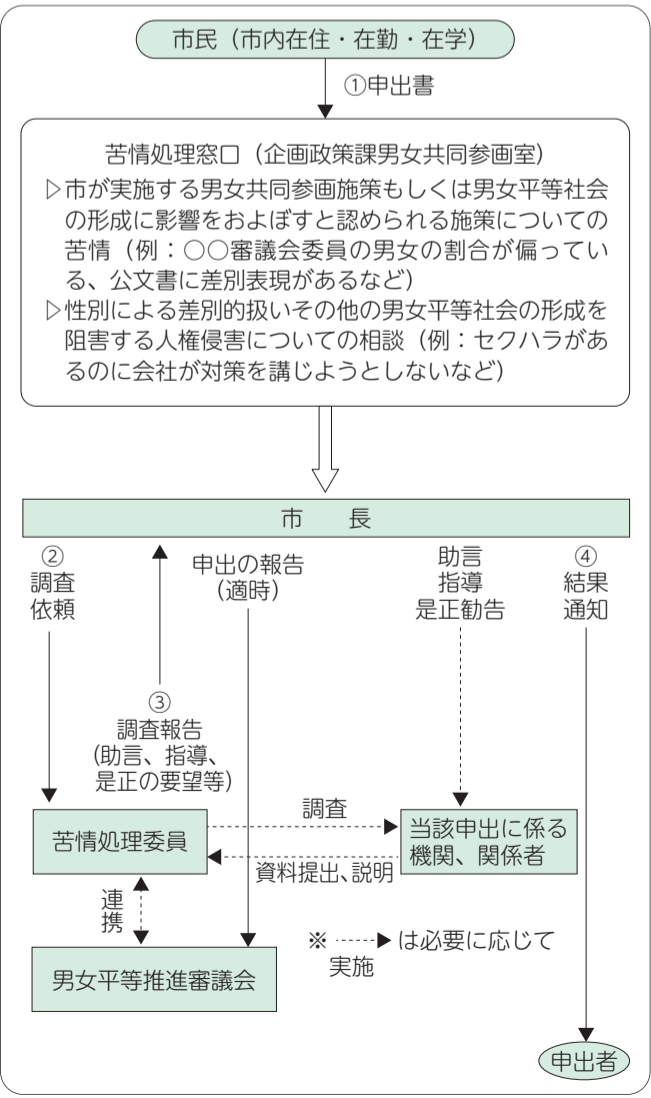 市民（市内在住・在勤・在学）
①申出書
苦情処理窓口（企画政策課男女共同参画室）
▷市が実施する男女共同参画施策もしくは男女平等社会
の形成に影響をおよぼすと認められる施策についての
苦情（例：○○審議会委員の男女の割合が偏ってい
る、公文書に差別表現があるなど）
▷性別による差別的扱いその他の男女平等社会の形成を
阻害する人権侵害についての相談（例：セクハラがあ
るのに会社が対策を講じようとしないなど）
市　　長
②
調査
依頼
申出の報告
（適時）
助言
指導
是正勧告
④
結果
通知
③
調査報告
（助言、指導、
是正の要望等）
苦情処理委員
調査
資料提出、説明
当該申出に係る
機関、関係者
連
携
男女平等推進審議会
※ ┄┄▶ は必要に応じて
実施
申出者